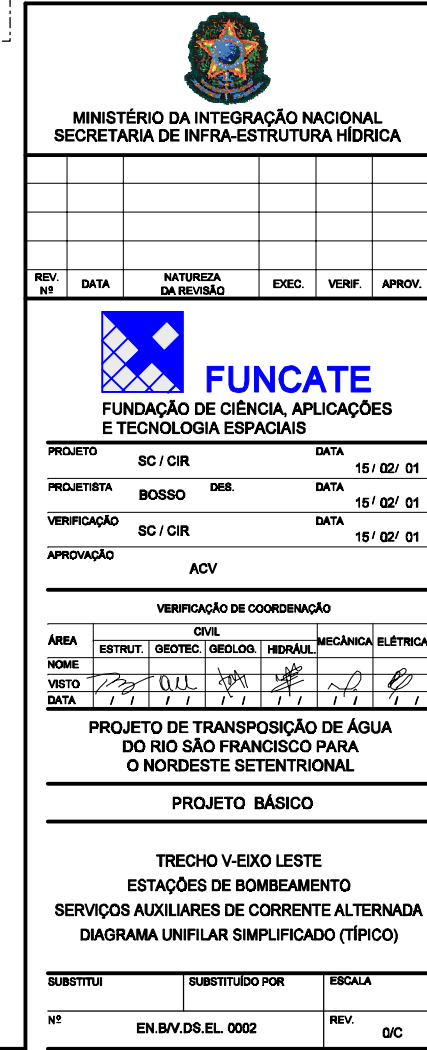 MINISTÉRIO DA INTEGRAÇÃO NACIONAL
SECRETARIA DE INFRA-ESTRUTURA HÍDRICA
REV. Nº DATA NATUREZA DA REVISÃO EXEC. VERIF. APROV.
FUNCATE
FUNDAÇÃO DE CIÊNCIA, APLICAÇÕES
E TECNOLOGIA ESPACIAIS
PROJETO SC / CIR DATA 15 / 02 / 01
PROJETISTA BOSSO DES. DATA 15 / 02 / 01
VERIFICAÇÃO SC / CIR DATA 15 / 02 / 01
APROVAÇÃO ACV
VERIFICAÇÃO DE COORDENAÇÃO
ÁREA CIVIL MECÂNICA ELÉTRICA
ESTRUT. GEOTEC. GEOLOG. HIDRÁUL.
NOME
VISTO
DATA / / / / / / / / / / / /
PROJETO DE TRANSPOSIÇÃO DE ÁGUA
DO RIO SÃO FRANCISCO PARA
O NORDESTE SETENTRIONAL
PROJETO BÁSICO
TRECHO V-EIXO LESTE
ESTAÇÕES DE BOMBEAMENTO
SERVIÇOS AUXILIARES DE CORRENTE ALTERNADA
DIAGRAMA UNIFILAR SIMPLIFICADO (TÍPICO)
SUBSTITUI SUBSTITUÍDO POR ESCALA
Nº EN.B/V.DS.EL. 0002 REV. 0/C